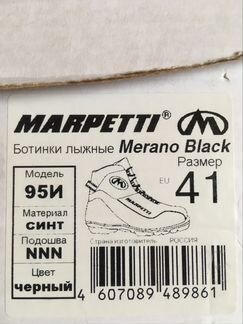 MARPETTI®
Ботинки лыжные Merano Black
Модель
95И
Материал
СИНТ
Подошва
NNN
Цвет
черный
Размер
EU 41
Страна изготовитель РОССИЯ
4 607089 489861